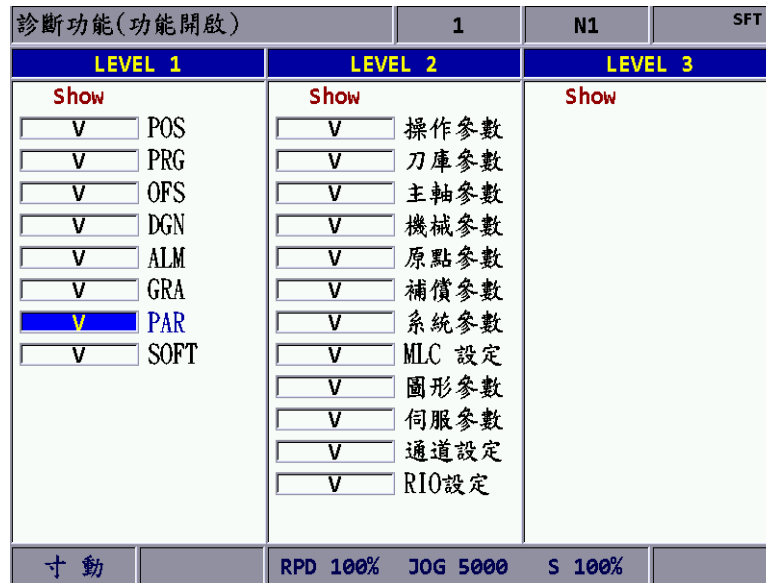 診斷功能(功能開啟) 1 N1 SFT
LEVEL 1 LEVEL 2 LEVEL 3
Show Show Show
V POS V 操作參數
V PRG V 刀庫參數
V OFS V 主軸參數
V DGN V 機械參數
V ALM V 原點參數
V GRA V 補償參數
V PAR V 系統參數
V SOFT V MLC 設定
V 圖形參數
V 伺服參數
V 通道設定
V RIO設定
寸 動 RPD 100% JOG 5000 S 100%